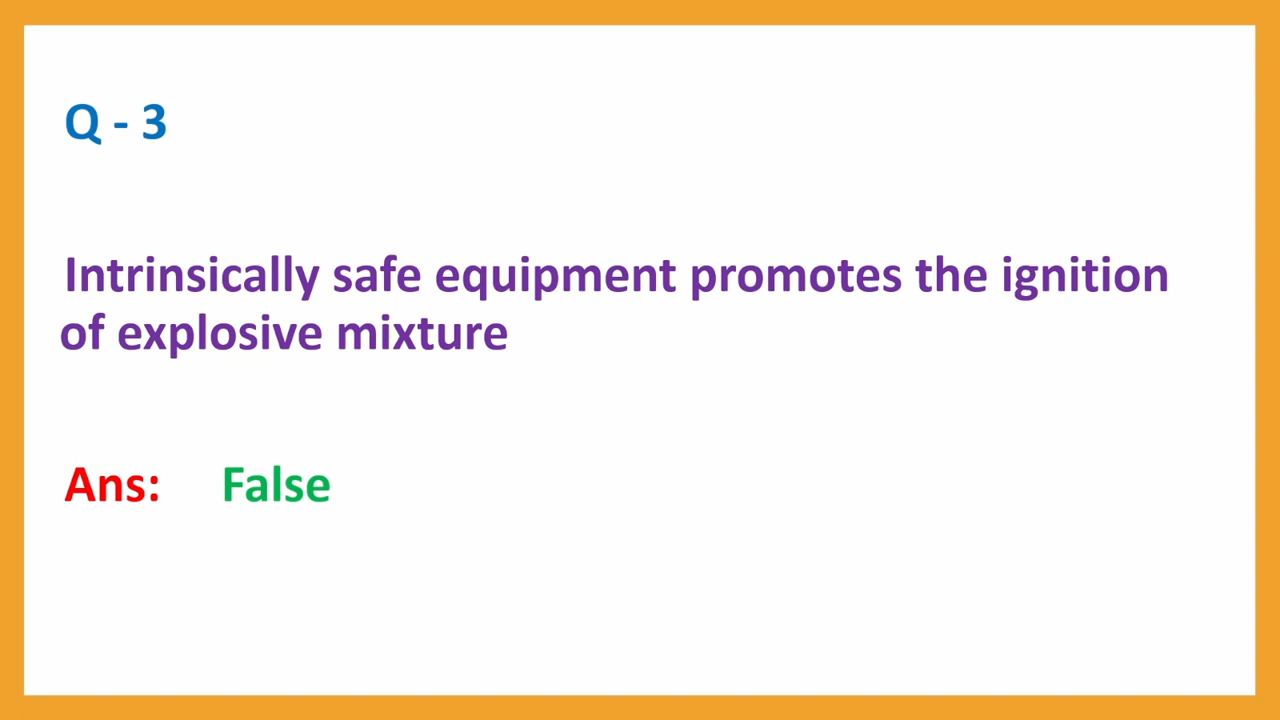 Q - 3
Intrinsically safe equipment promotes the ignition
of explosive mixture
Ans: False